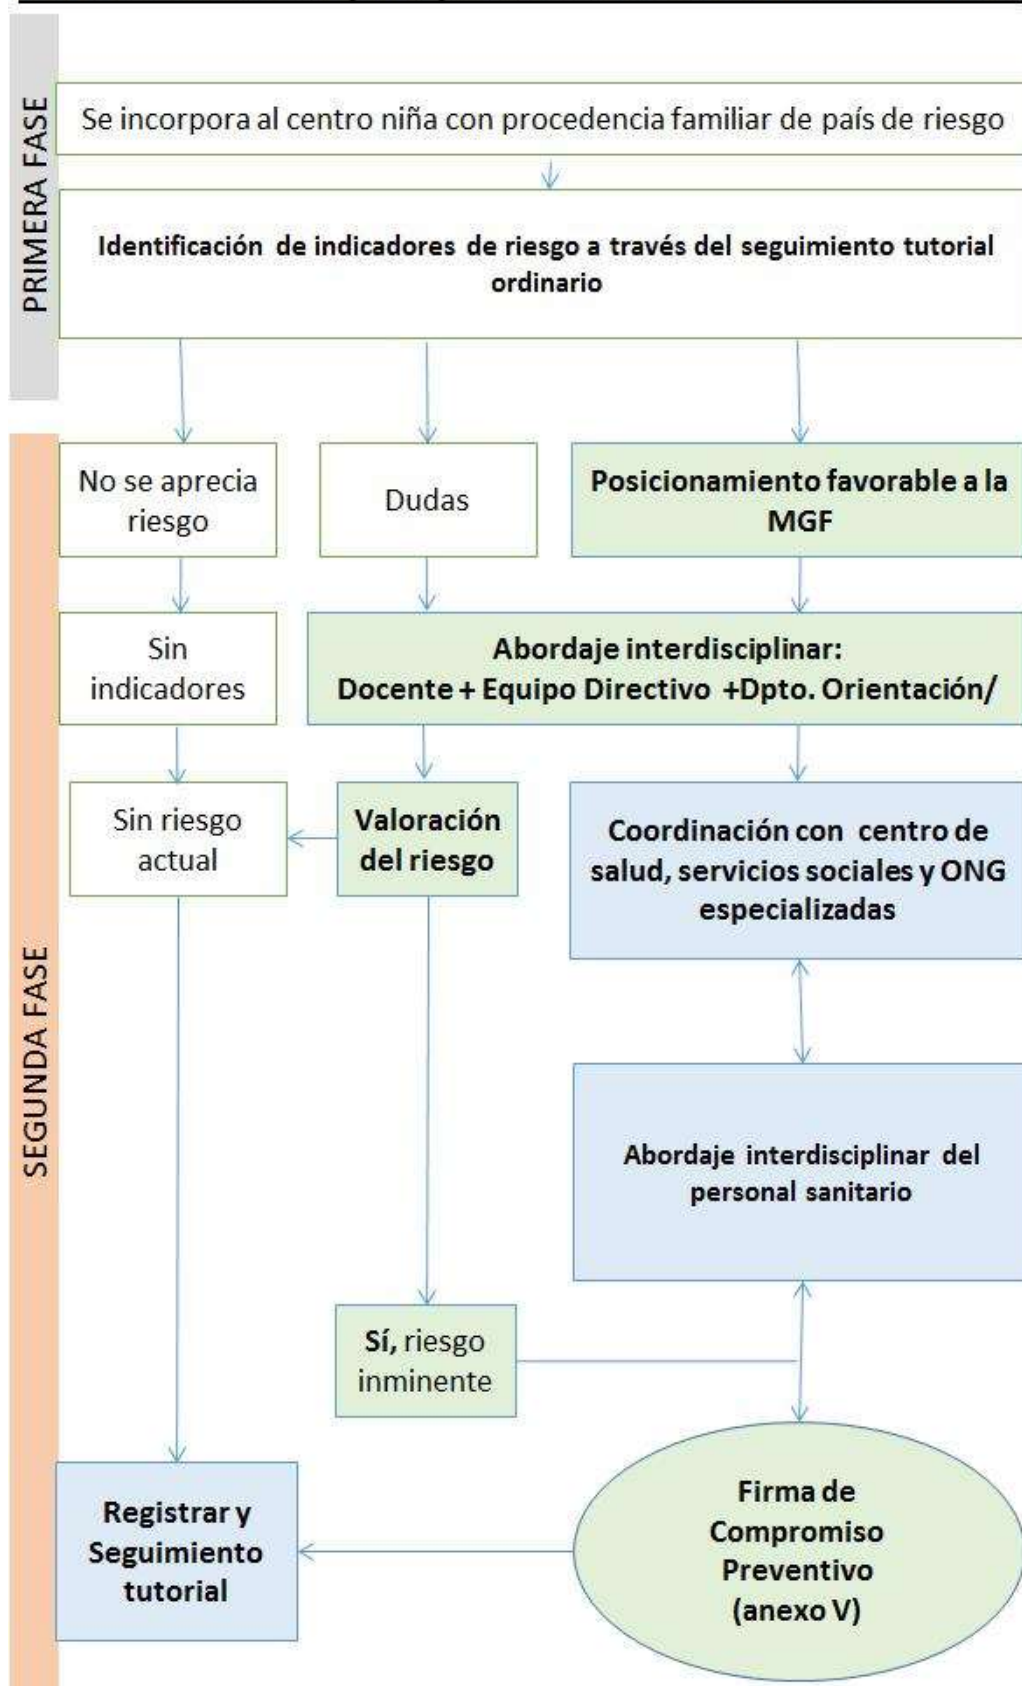 PRIMERA FASE
Se incorpora al centro niña con procedencia familiar de país de riesgo
Identificación de indicadores de riesgo a través del seguimiento tutorial
ordinario
SEGUNDA FASE
No se aprecia
riesgo
Dudas
Posicionamiento favorable a la
MGF
Sin
indicadores
Abordaje interdisciplinar:
Docente + Equipo Directivo +Dpto. Orientación/
Sin riesgo
actual
Valoración
del riesgo
Coordinación con centro de
salud, servicios sociales y ONG
especializadas
Abordaje interdisciplinar del
personal sanitario
Sí, riesgo
inminente
Registrar y
Seguimiento
tutorial
Firma de
Compromiso
Preventivo
(anexo V)